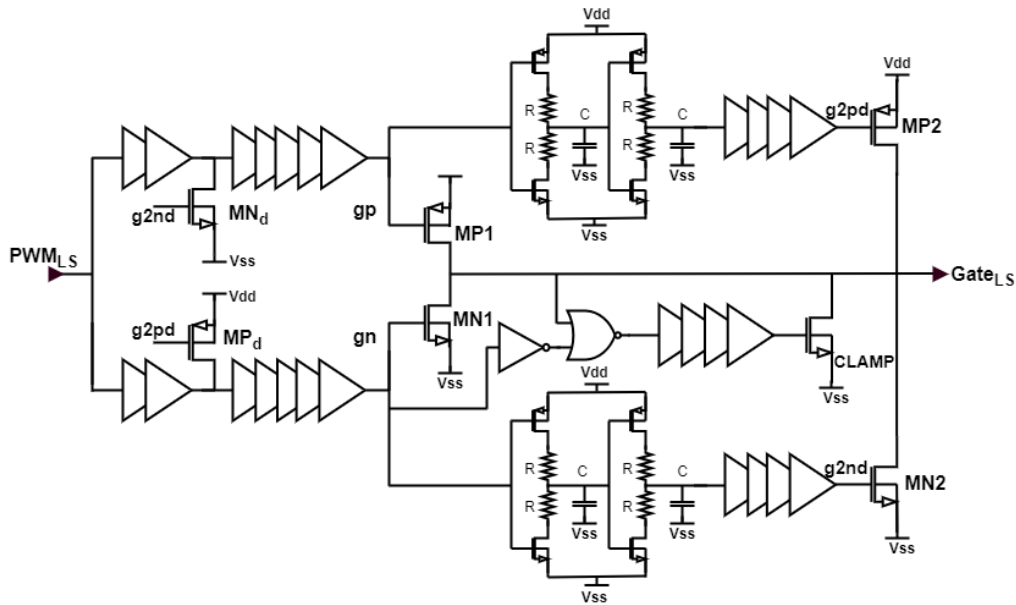 Vdd
R
C
R
C
R
R
Vss
Vss
Vss
g2pd
Vdd
MP2
g2nd
MNd
Vss
gp
MP1
PWMLS
GateLS
Vdd
g2pd
MPd
gn
MN1
Vss
CLAMP
Vss
Vdd
R
C
R
C
R
R
Vss
Vss
Vss
g2nd
MN2
Vss